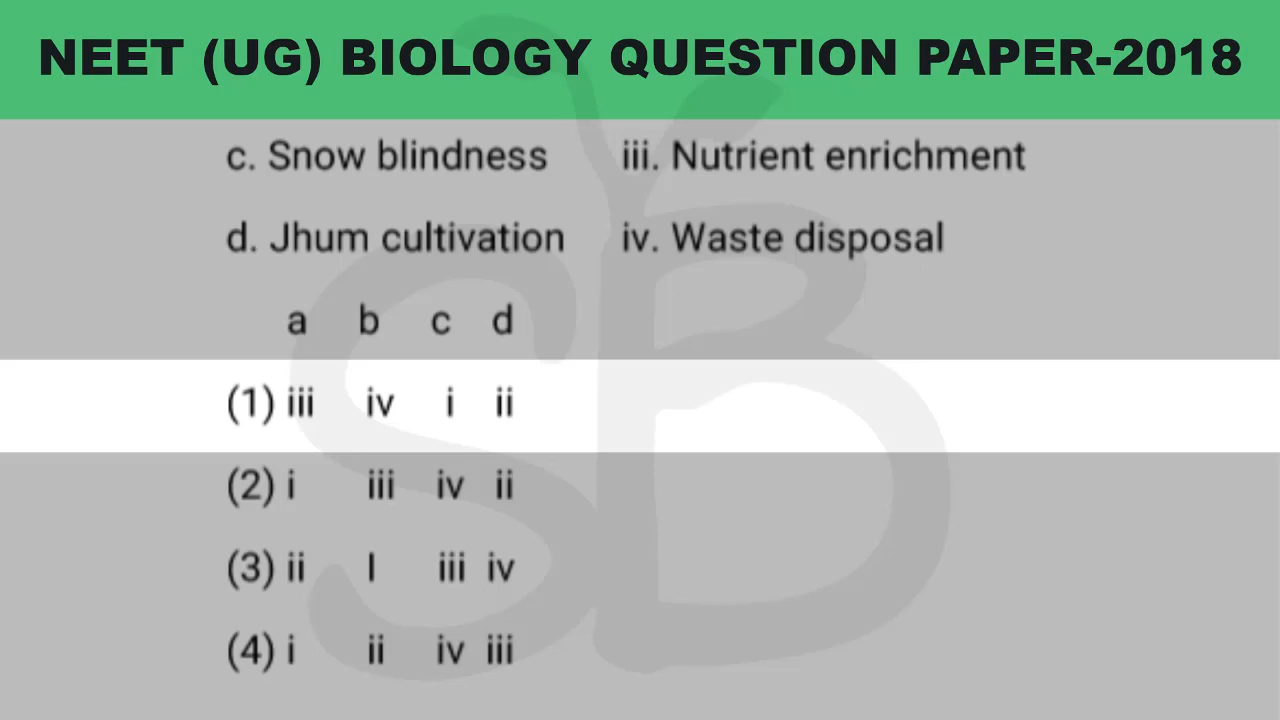 NEET (UG) BIOLOGY QUESTION PAPER-2018
c. Snow blindness iii. Nutrient enrichment
d. Jhum cultivation iv. Waste disposal
a b c d
(1) iii iv i ii
(2) i iii iv ii
(3) ii I iii iv
(4) i ii iv iii
SB